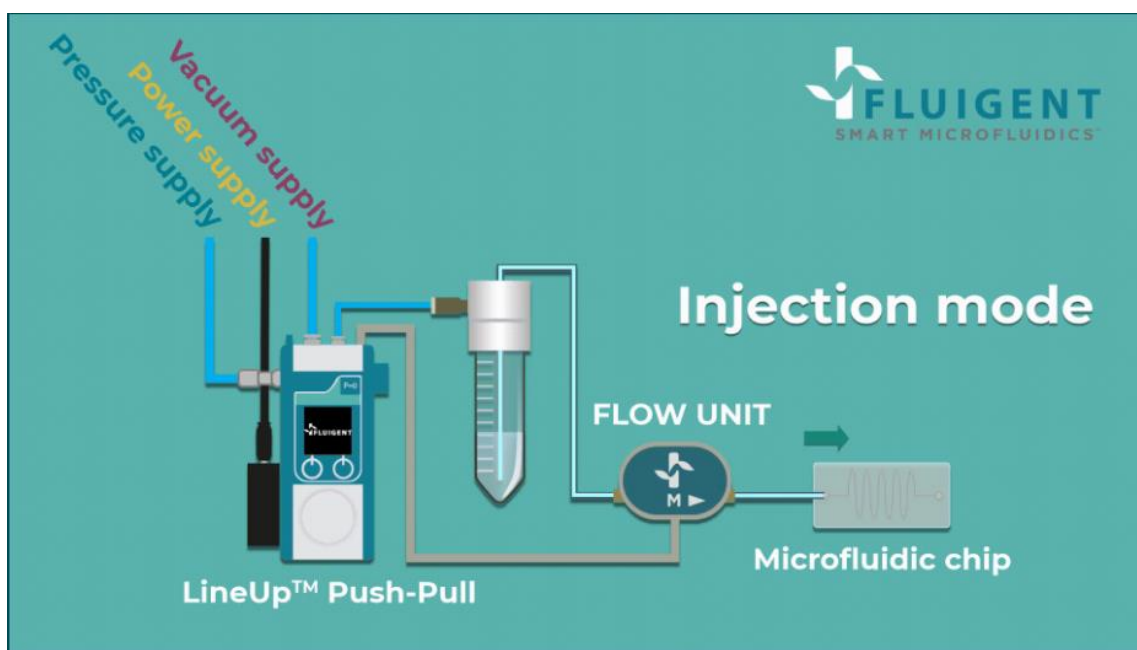 Pressure supply
Power supply
Vacuum supply
FLUIGENT
SMART MICROFLUIDICS™
Injection mode
FLUIGENT
FLOW UNIT
M
Microfluidic chip
LineUp™ Push-Pull